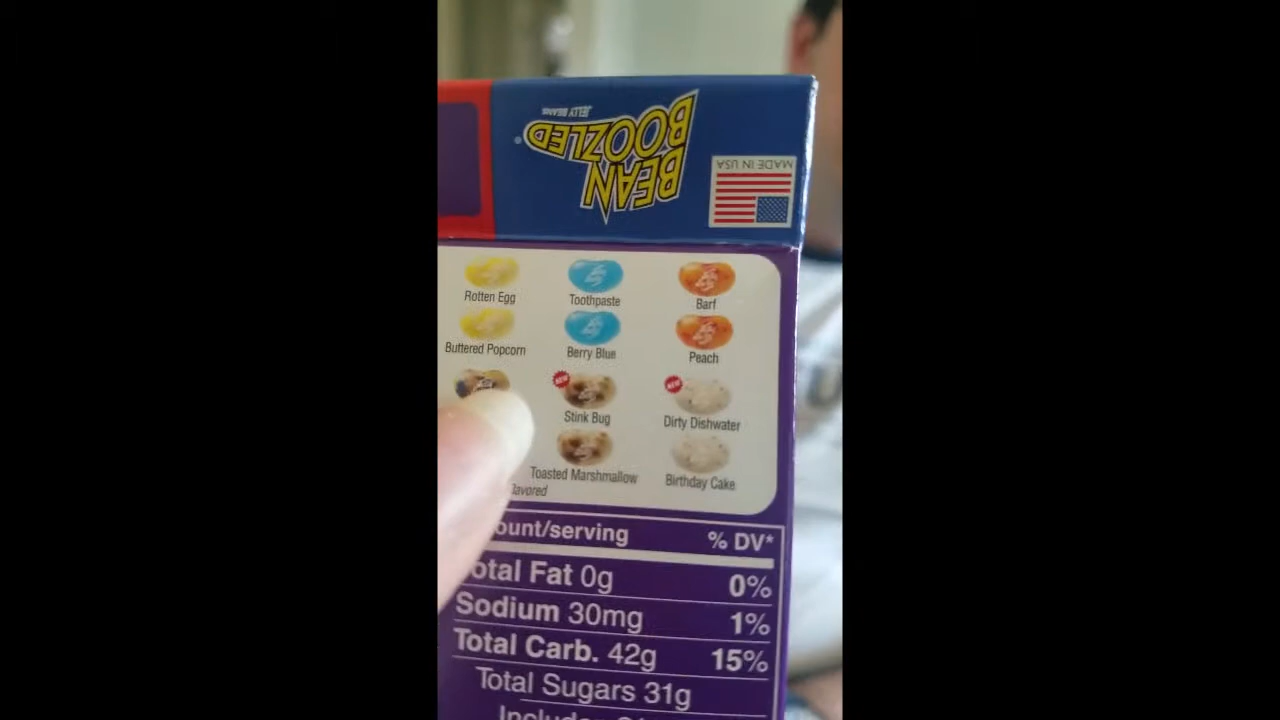 BEAN
BOOZLED
JELLY BEANS
MADE IN USA
Rotten Egg
Toothpaste
Barf
Buttered Popcorn
Berry Blue
Peach
NEW
Stink Bug
NEW
Dirty Dishwater
Toasted Marshmallow
Birthday Cake
flavored
ount/serving
% DV*
otal Fat 0g 0%
Sodium 30mg 1%
Total Carb. 42g 15%
Total Sugars 31g